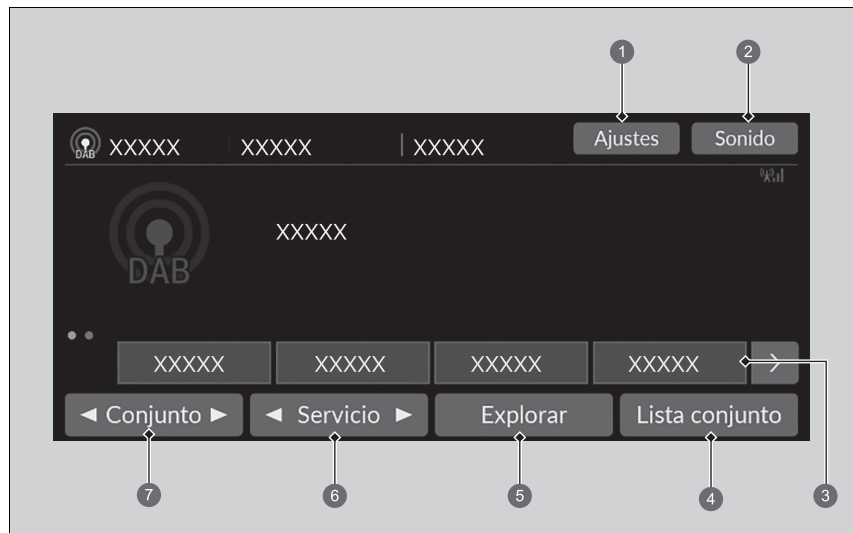 1 2
DAB XXXXX XXXXX XXXXX Ajustes Sonido
XXXXX
DAB
XXXXX XXXXX XXXXX XXXXX
Conjunto Servicio Explorar Lista conjunto
3
7 6 5 4